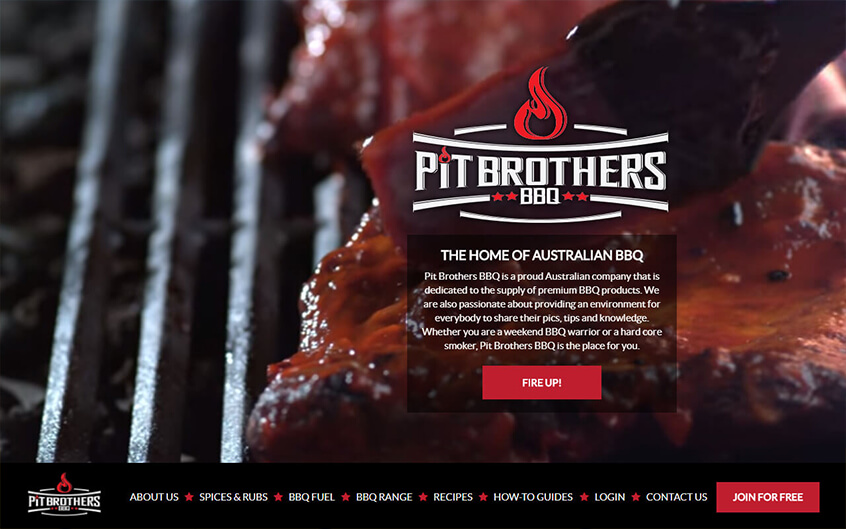 PIT BROTHERS
BBQ
THE HOME OF AUSTRALIAN BBQ
Pit Brothers BBQ is a proud Australian company that is
dedicated to the supply of premium BBQ products. We
are also passionate about providing an environment for
everybody to share their pics, tips and knowledge.
Whether you are a weekend BBQ warrior or a hard core
smoker, Pit Brothers BBQ is the place for you.
FIRE UP!
PIT BROTHERS
BBQ
ABOUT US ★ SPICES & RUBS ★ BBQ FUEL ★ BBQ RANGE ★ RECIPES ★ HOW-TO GUIDES ★ LOGIN ★ CONTACT US JOIN FOR FREE